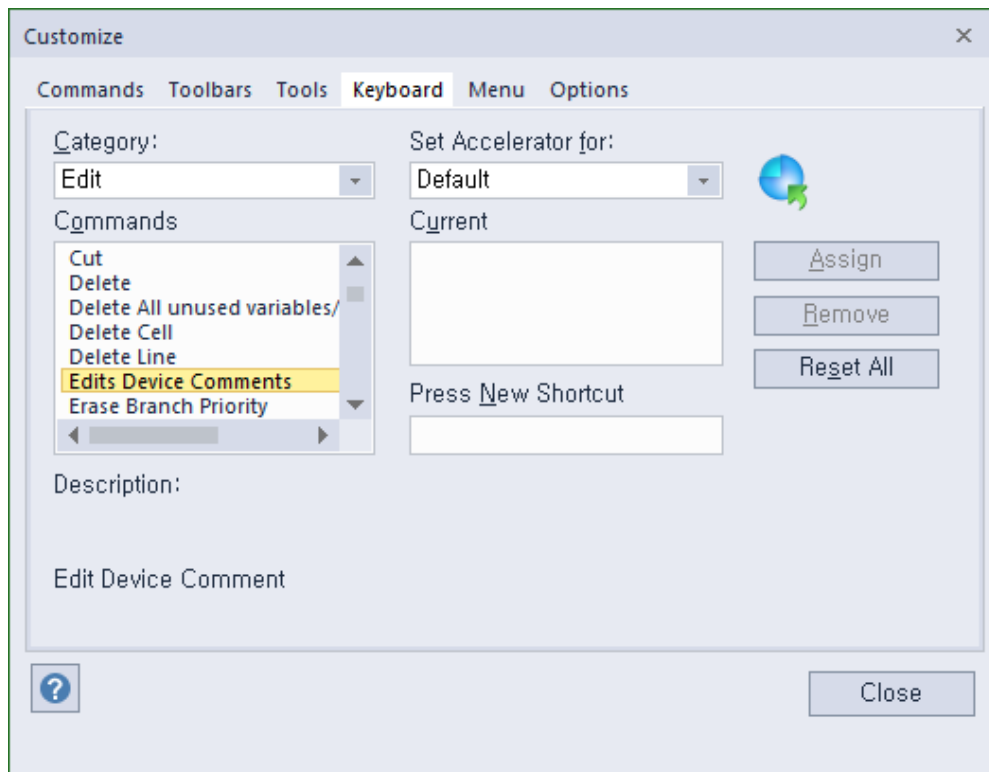 Customize
Commands Toolbars Tools Keyboard Menu Options
Category:
Edit
Commands
Cut
Delete
Delete All unused variables/
Delete Cell
Delete Line
Edits Device Comments
Erase Branch Priority
Set Accelerator for:
Default
Current
Press New Shortcut
Assign
Remove
Reset All
Description:
Edit Device Comment
Close